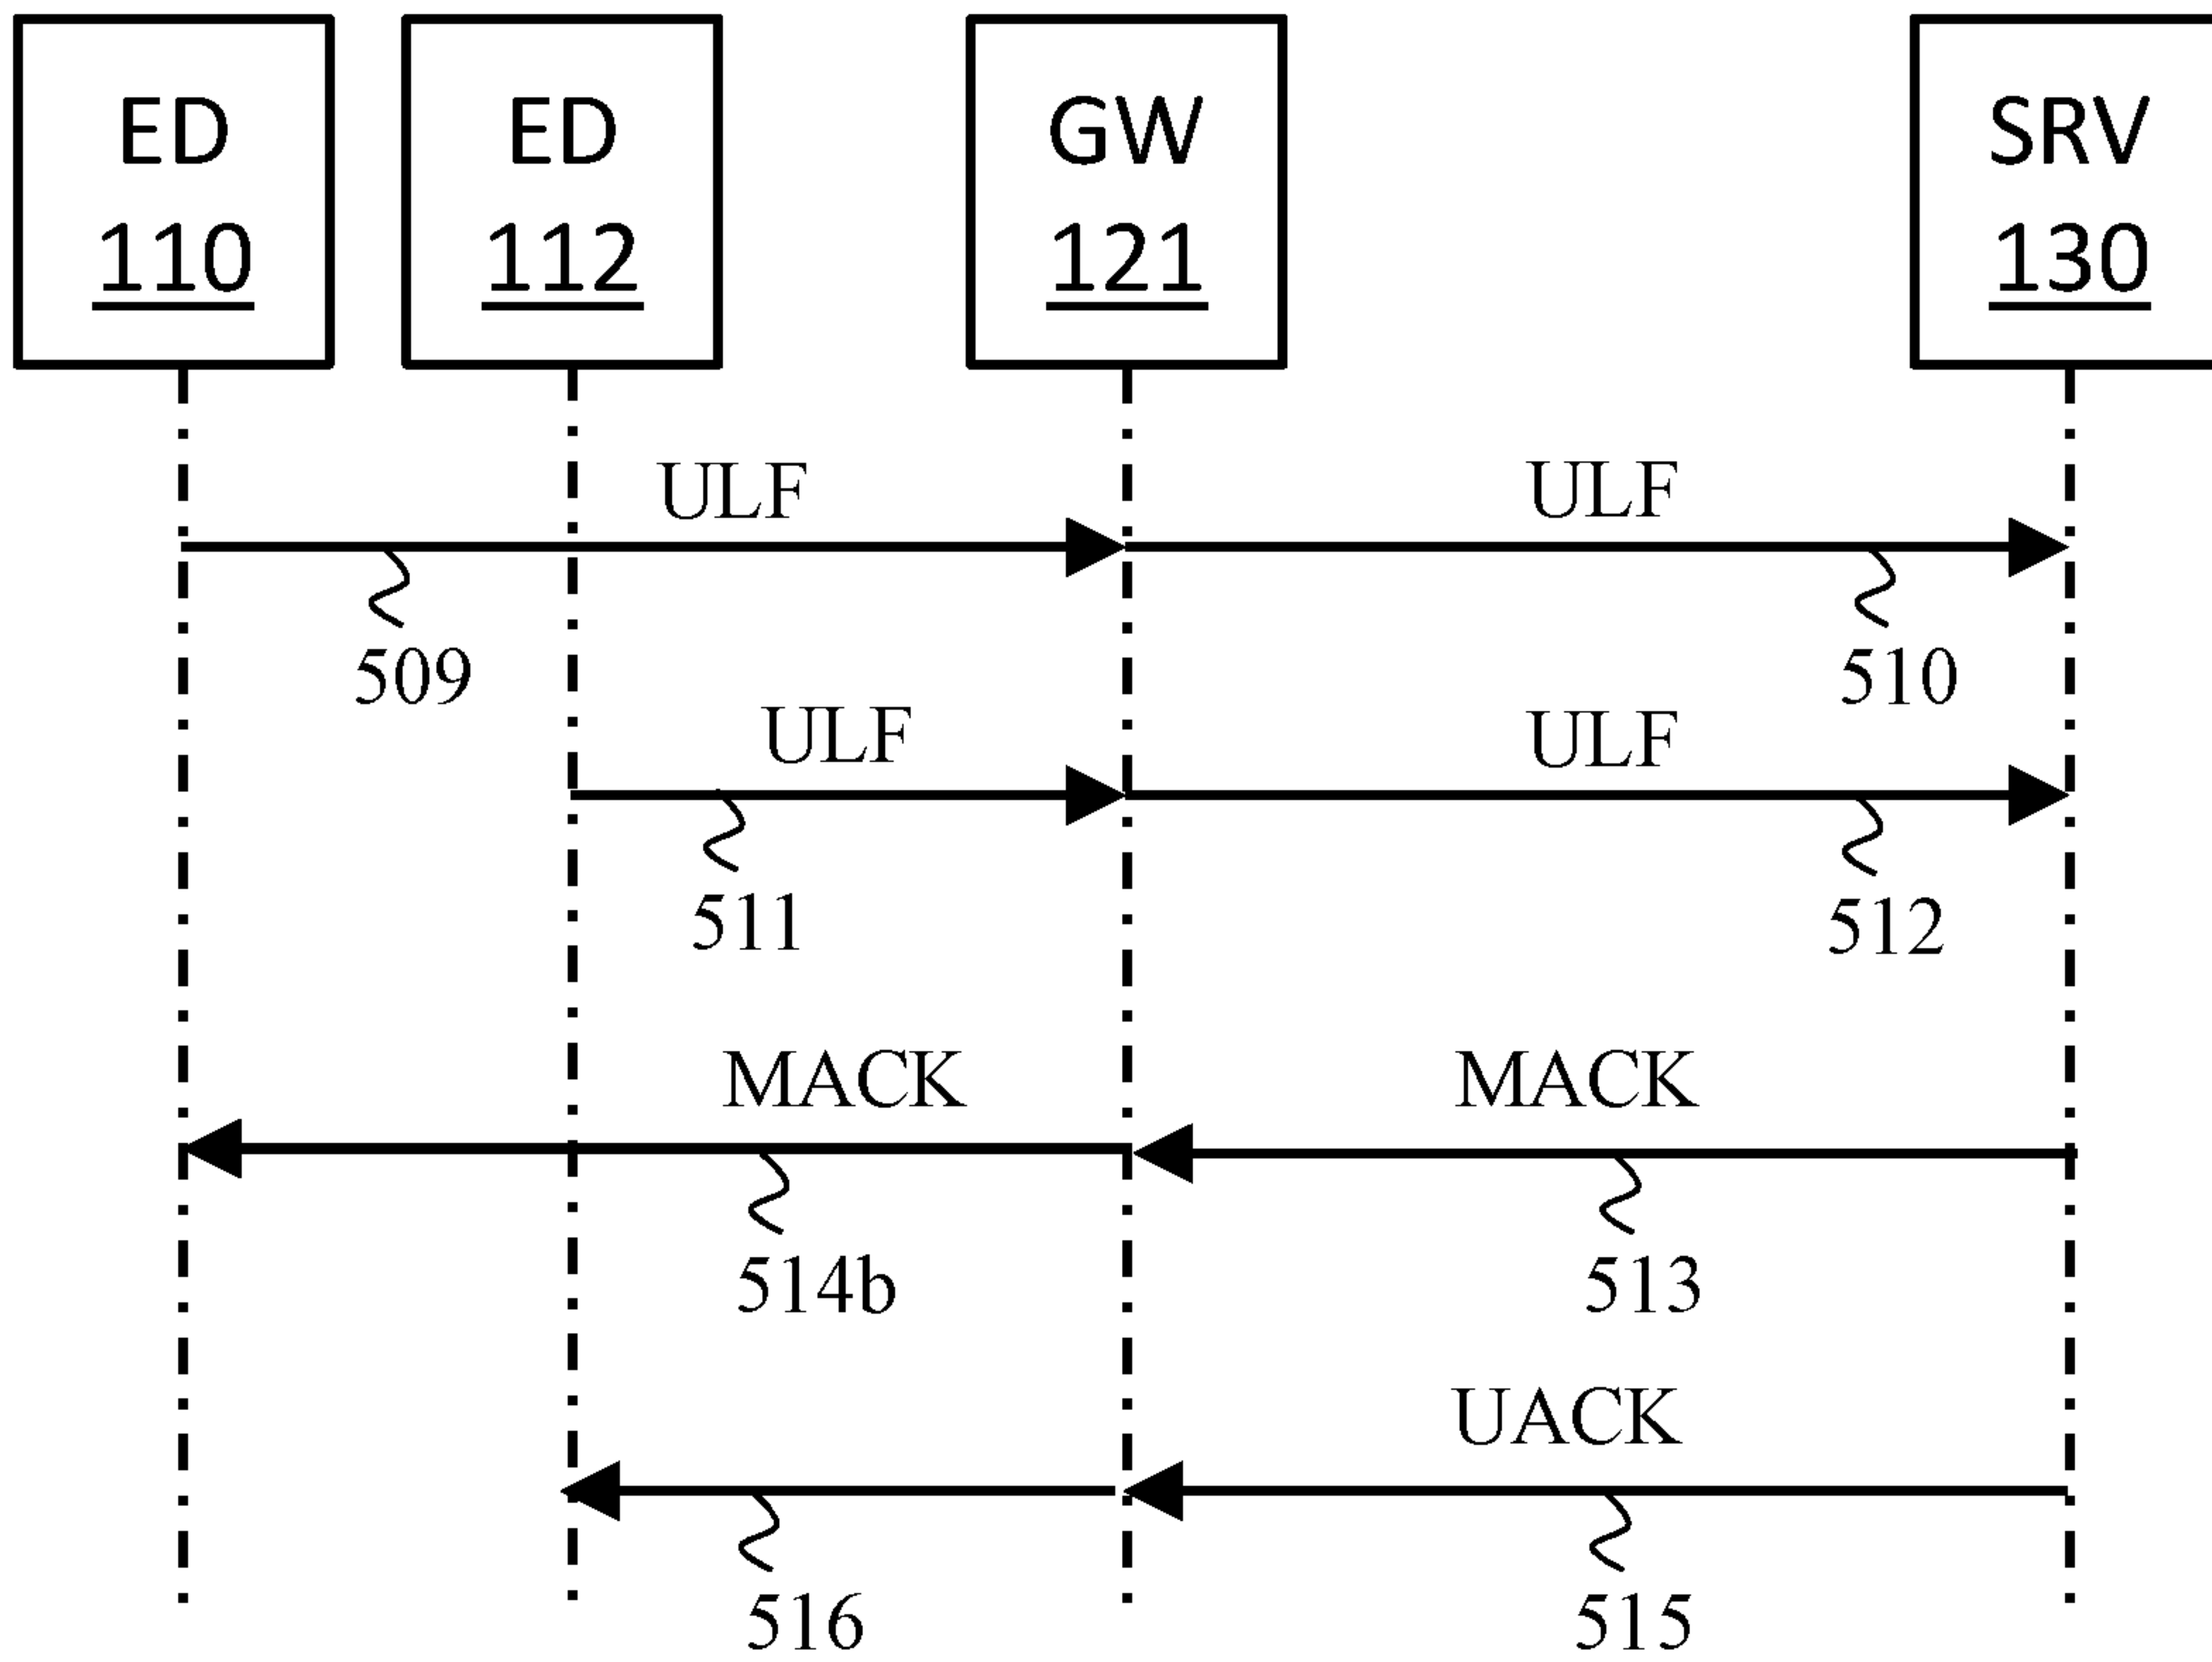 ED
110
ED
112
GW
121
SRV
130
ULF
ULF
509
510
ULF
ULF
511
512
MACK
MACK
514b
513
UACK
516
515